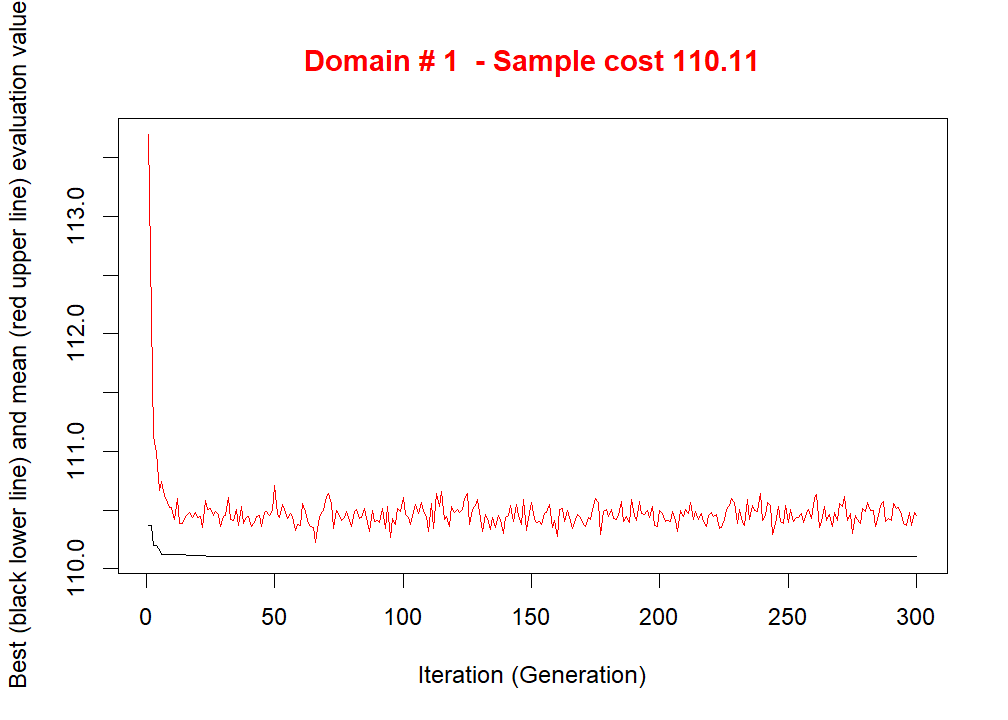 Domain # 1  - Sample cost 110.11
Best (black lower line) and mean (red upper line) evaluation value
113.0
112.0
111.0
110.0
0 50 100 150 200 250 300
Iteration (Generation)